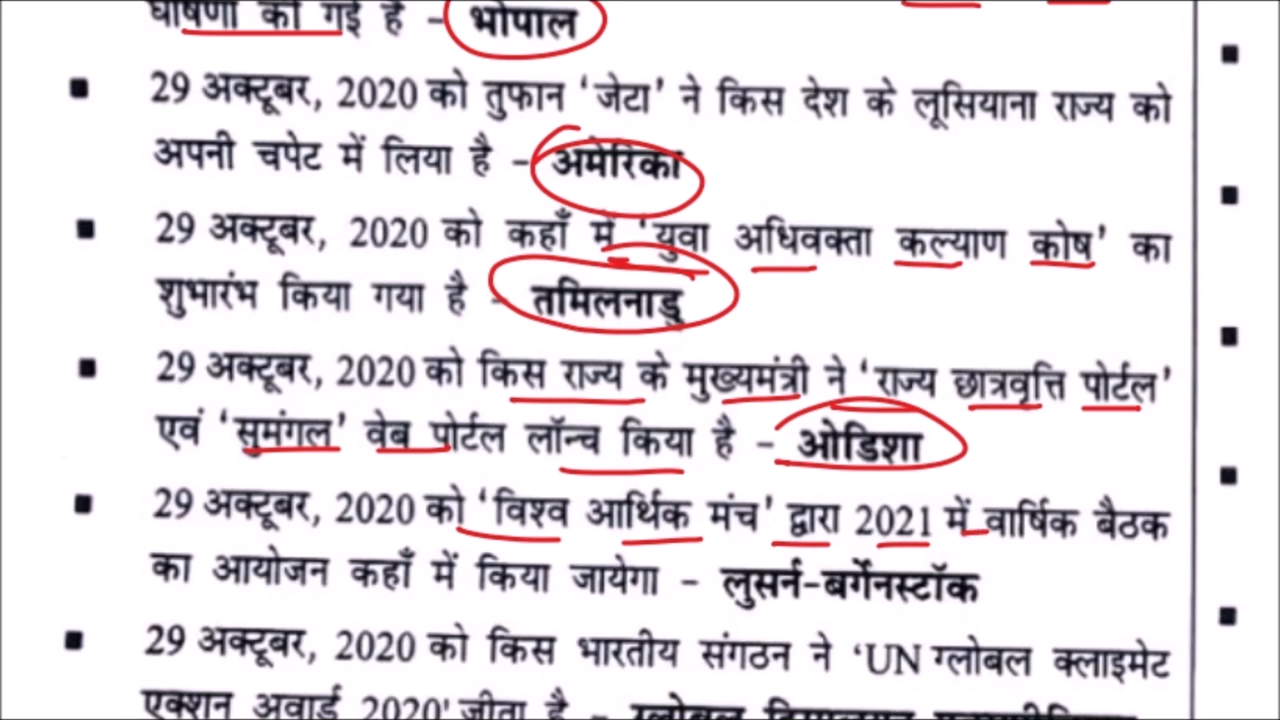 घोषणा की गई है – भोपाल
▪ 29 अक्टूबर, 2020 को तुफान ‘जेटा’ ने किस देश के लूसियाना राज्य को
अपनी चपेट में लिया है – अमेरिका
▪ 29 अक्टूबर, 2020 को कहाँ में ‘युवा अधिवक्ता कल्याण कोष’ का
शुभारंभ किया गया है - तमिलनाडु
▪ 29 अक्टूबर, 2020 को किस राज्य के मुख्यमंत्री ने ‘राज्य छात्रवृत्ति पोर्टल’
एवं ‘सुमंगल’ वेब पोर्टल लॉन्च किया है – ओडिशा
▪ 29 अक्टूबर, 2020 को ‘विश्व आर्थिक मंच’ द्वारा 2021 में वार्षिक बैठक
का आयोजन कहाँ में किया जायेगा – लुसर्न-बर्गेनस्टॉक
▪ 29 अक्टूबर, 2020 को किस भारतीय संगठन ने ‘UN ग्लोबल क्लाइमेट
एक्शन अवार्ड 2020' जीता है – ग्लोबल